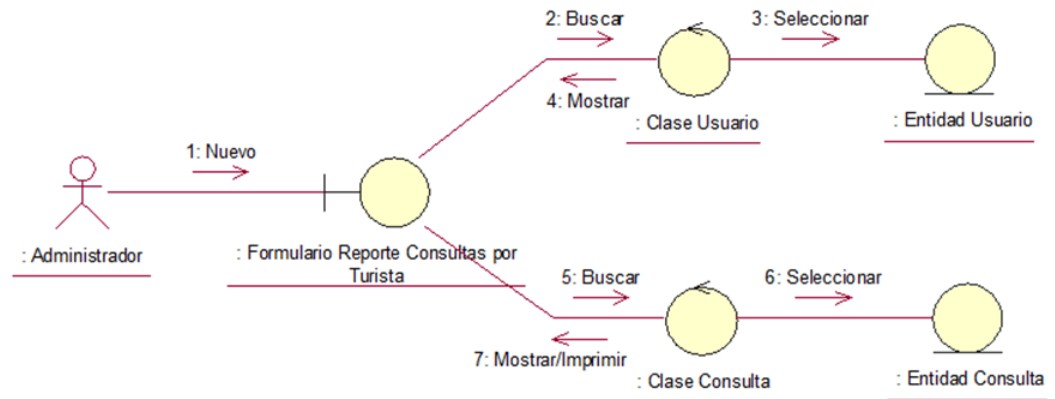 2: Buscar
3: Seleccionar
4: Mostrar
: Clase Usuario
: Entidad Usuario
1: Nuevo
: Administrador
: Formulario Reporte Consultas por
Turista
5: Buscar
6: Seleccionar
7: Mostrar/Imprimir
: Clase Consulta
: Entidad Consulta